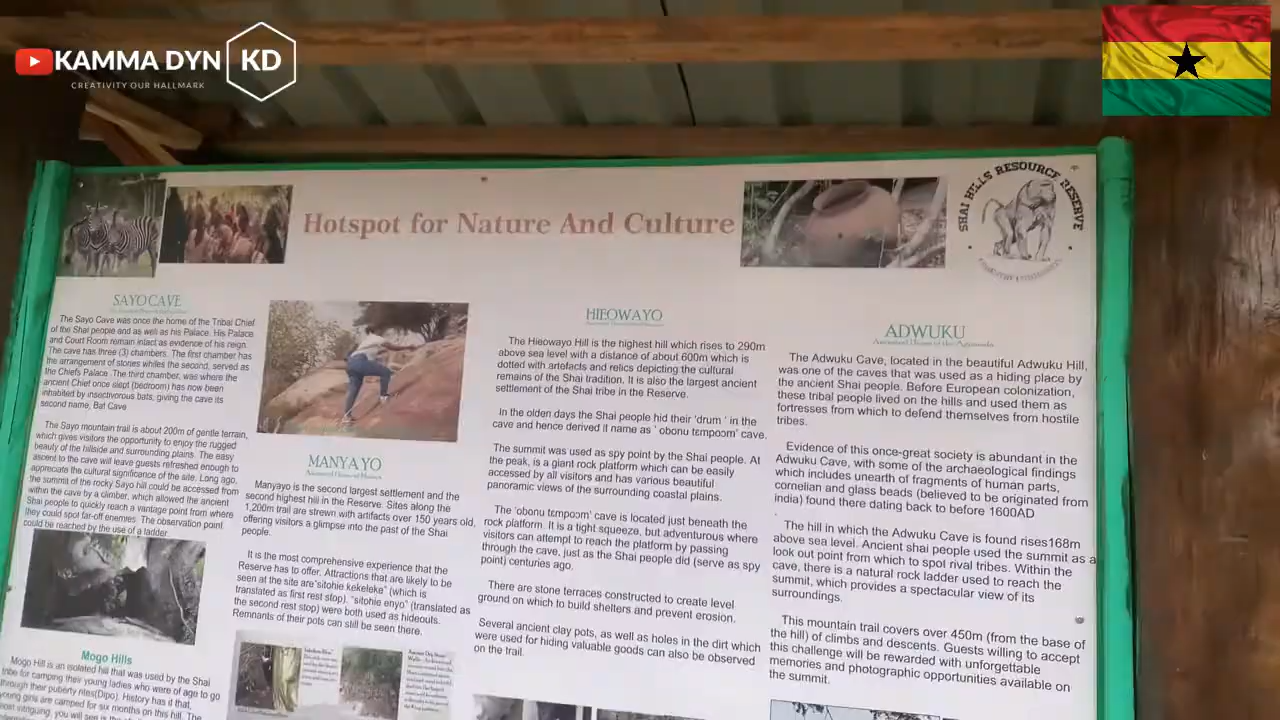 KAMMA DYN KD
CREATIVITY OUR HALLMARK
Hotspot for Nature And Culture
SHAI HILLS RESOURCE RESERVE
SAYO CAVE
The Sayo Cave was once the home of the Tribal Chief
of the Shai people and as well as his Palace. His Palace
and Court Room remain intact as evidence of his reign.
The cave has three (3) chambers. The first chamber has
the arrangement of stones whiles the second, served as
the Chiefs Palace. The third chamber, was where the
ancient Chief once slept (bedroom) has now been
inhabited by insectivorous bats, giving the cave its
second name, Bat Cave
The Sayo mountain trail is about 200m of gentle terrain,
which gives visitors the opportunity to enjoy the rugged
beauty of the hillside and surrounding plains. The easy
ascent to the cave will leave guests refreshed enough to
appreciate the cultural significance of the site. Long ago,
the summit of the rocky Sayo hill could be accessed from
within the cave by a climber, which allowed the ancient
Shai people to quickly reach a vantage point from where
they could spot far-off enemies. The observation point
could be reached by the use of a ladder
Mogo Hills
Mogo Hill is an isolated hill that was used by the Shai
tribe for camping their young ladies who were of age to go
through their puberty rites(Dipo). History has it that,
young girls are camped for six months on this hill. The
most intriguing, you will see is the
MANYA YO
Manyayo is the second largest settlement and the
second highest hill in the Reserve. Sites along the
1,200m trail are strewn with artifacts over 150 years old,
offering visitors a glimpse into the past of the Shai
people.
It is the most comprehensive experience that the
Reserve has to offer. Attractions that are likely to be
seen at the site are"sitohie kekeleke" (which is
translated as first rest stop). "sitohie enyo" (translated as
the second rest stop) were both used as hideouts.
Remnants of their pots can still be seen there.
HIEOWAYO
The Hieowayo Hill is the highest hill which rises to 290m
above sea level with a distance of about 600m which is
dotted with artefacts and relics depicting the cultural
remains of the Shai tradition. It is also the largest ancient
settlement of the Shai tribe in the Reserve.
In the olden days the Shai people hid their 'drum ' in the
cave and hence derived it name as ' obonu tɛmpoɔm' cave.
The summit was used as spy point by the Shai people. At
the peak, is a giant rock platform which can be easily
accessed by all visitors and has various beautiful
panoramic views of the surrounding coastal plains.
The 'obonu tɛmpoɔm' cave is located just beneath the
rock platform. It is a tight squeeze, but adventurous where
visitors can attempt to reach the platform by passing
through the cave, just as the Shai people did (serve as spy
point) centuries ago.
There are stone terraces constructed to create level
ground on which to build shelters and prevent erosion.
Several ancient clay pots, as well as holes in the dirt which
were used for hiding valuable goods can also be observed
on the trail.
ADWUKU
The Adwuku Cave, located in the beautiful Adwuku Hill,
was one of the caves that was used as a hiding place by
the ancient Shai people. Before European colonization,
these tribal people lived on the hills and used them as
fortresses from which to defend themselves from hostile
tribes.
Evidence of this once-great society is abundant in the
Adwuku Cave, with some of the archaeological findings
which includes unearth of fragments of human parts,
cornelian and glass beads (believed to be originated from
india) found there dating back to before 1600AD
The hill in which the Adwuku Cave is found rises168m
above sea level. Ancient shai people used the summit as a
look out point from which to spot rival tribes. Within the
cave, there is a natural rock ladder used to reach the
summit, which provides a spectacular view of its
surroundings.
This mountain trail covers over 450m (from the base of
the hill) of climbs and descents. Guests willing to accept
this challenge will be rewarded with unforgettable
memories and photographic opportunities available on
the summit.